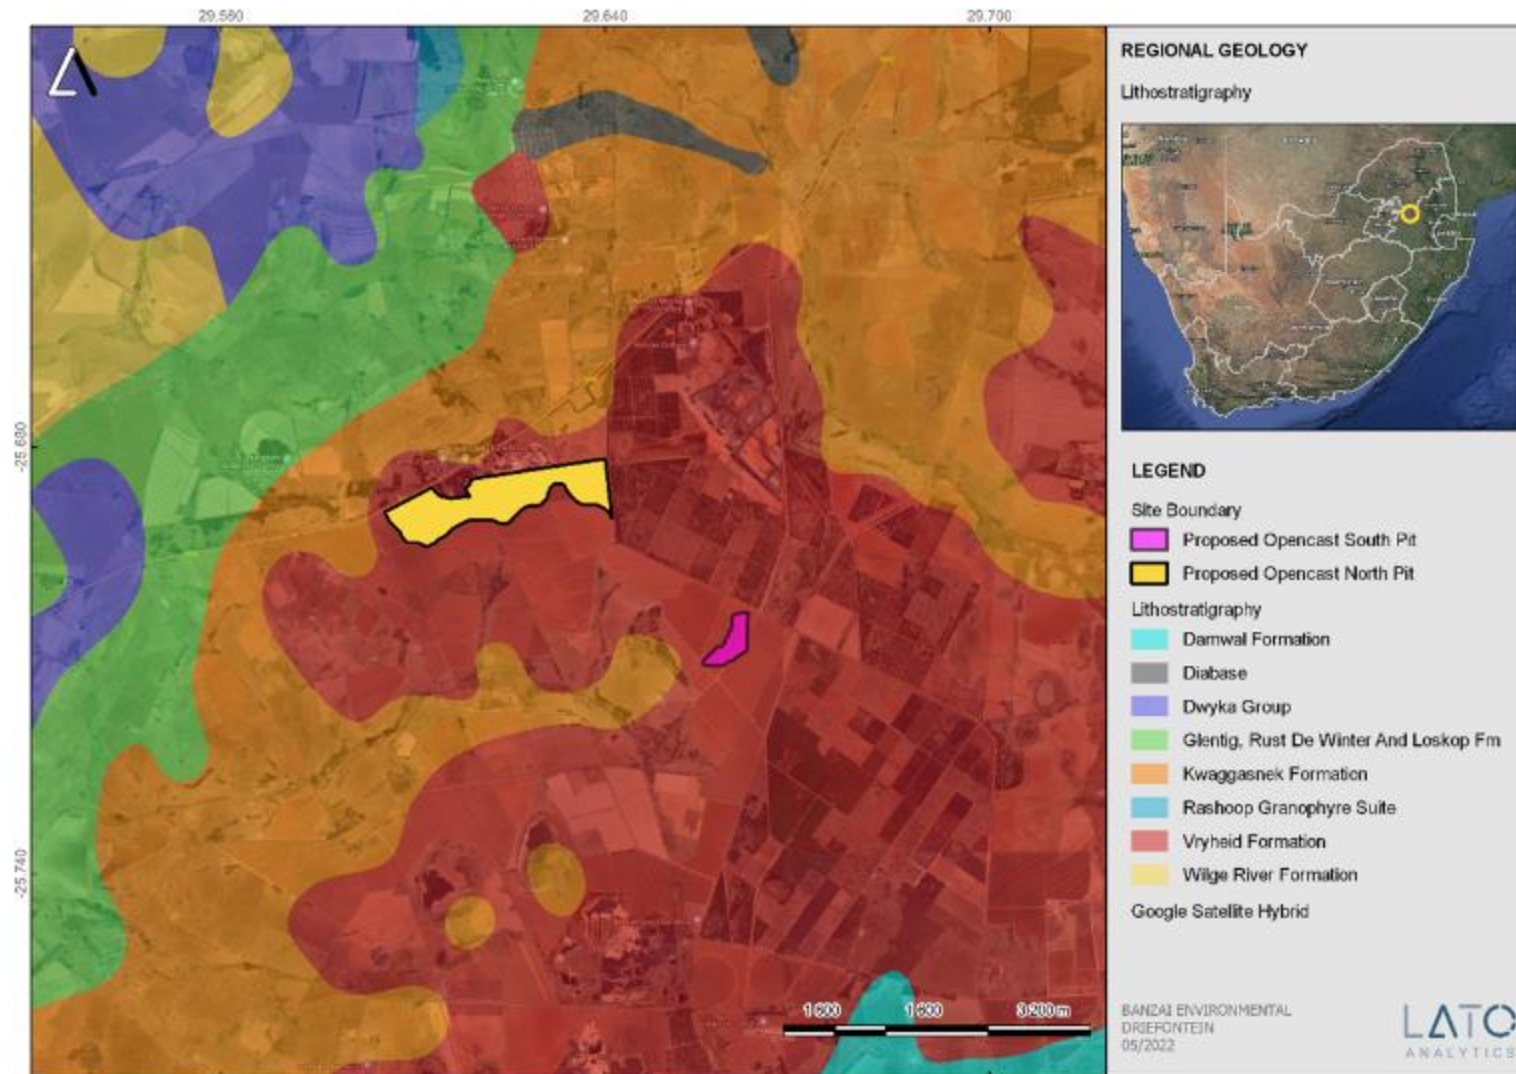 29.580 29.640 29.700
-25.680
-25.740
1 600 1 600 3 200 m
REGIONAL GEOLOGY
Lithostratigraphy
LEGEND
Site Boundary
Proposed Opencast South Pit
Proposed Opencast North Pit
Lithostratigraphy
Damwal Formation
Diabase
Dwyka Group
Glentig, Rust De Winter And Loskop Fm
Kwaggasnek Formation
Rashoop Granophyre Suite
Vryheid Formation
Wilge River Formation
Google Satellite Hybrid
BANZAI ENVIRONMENTAL
DRIEFONTEIN
05/2022
LATO
ANALYTICS